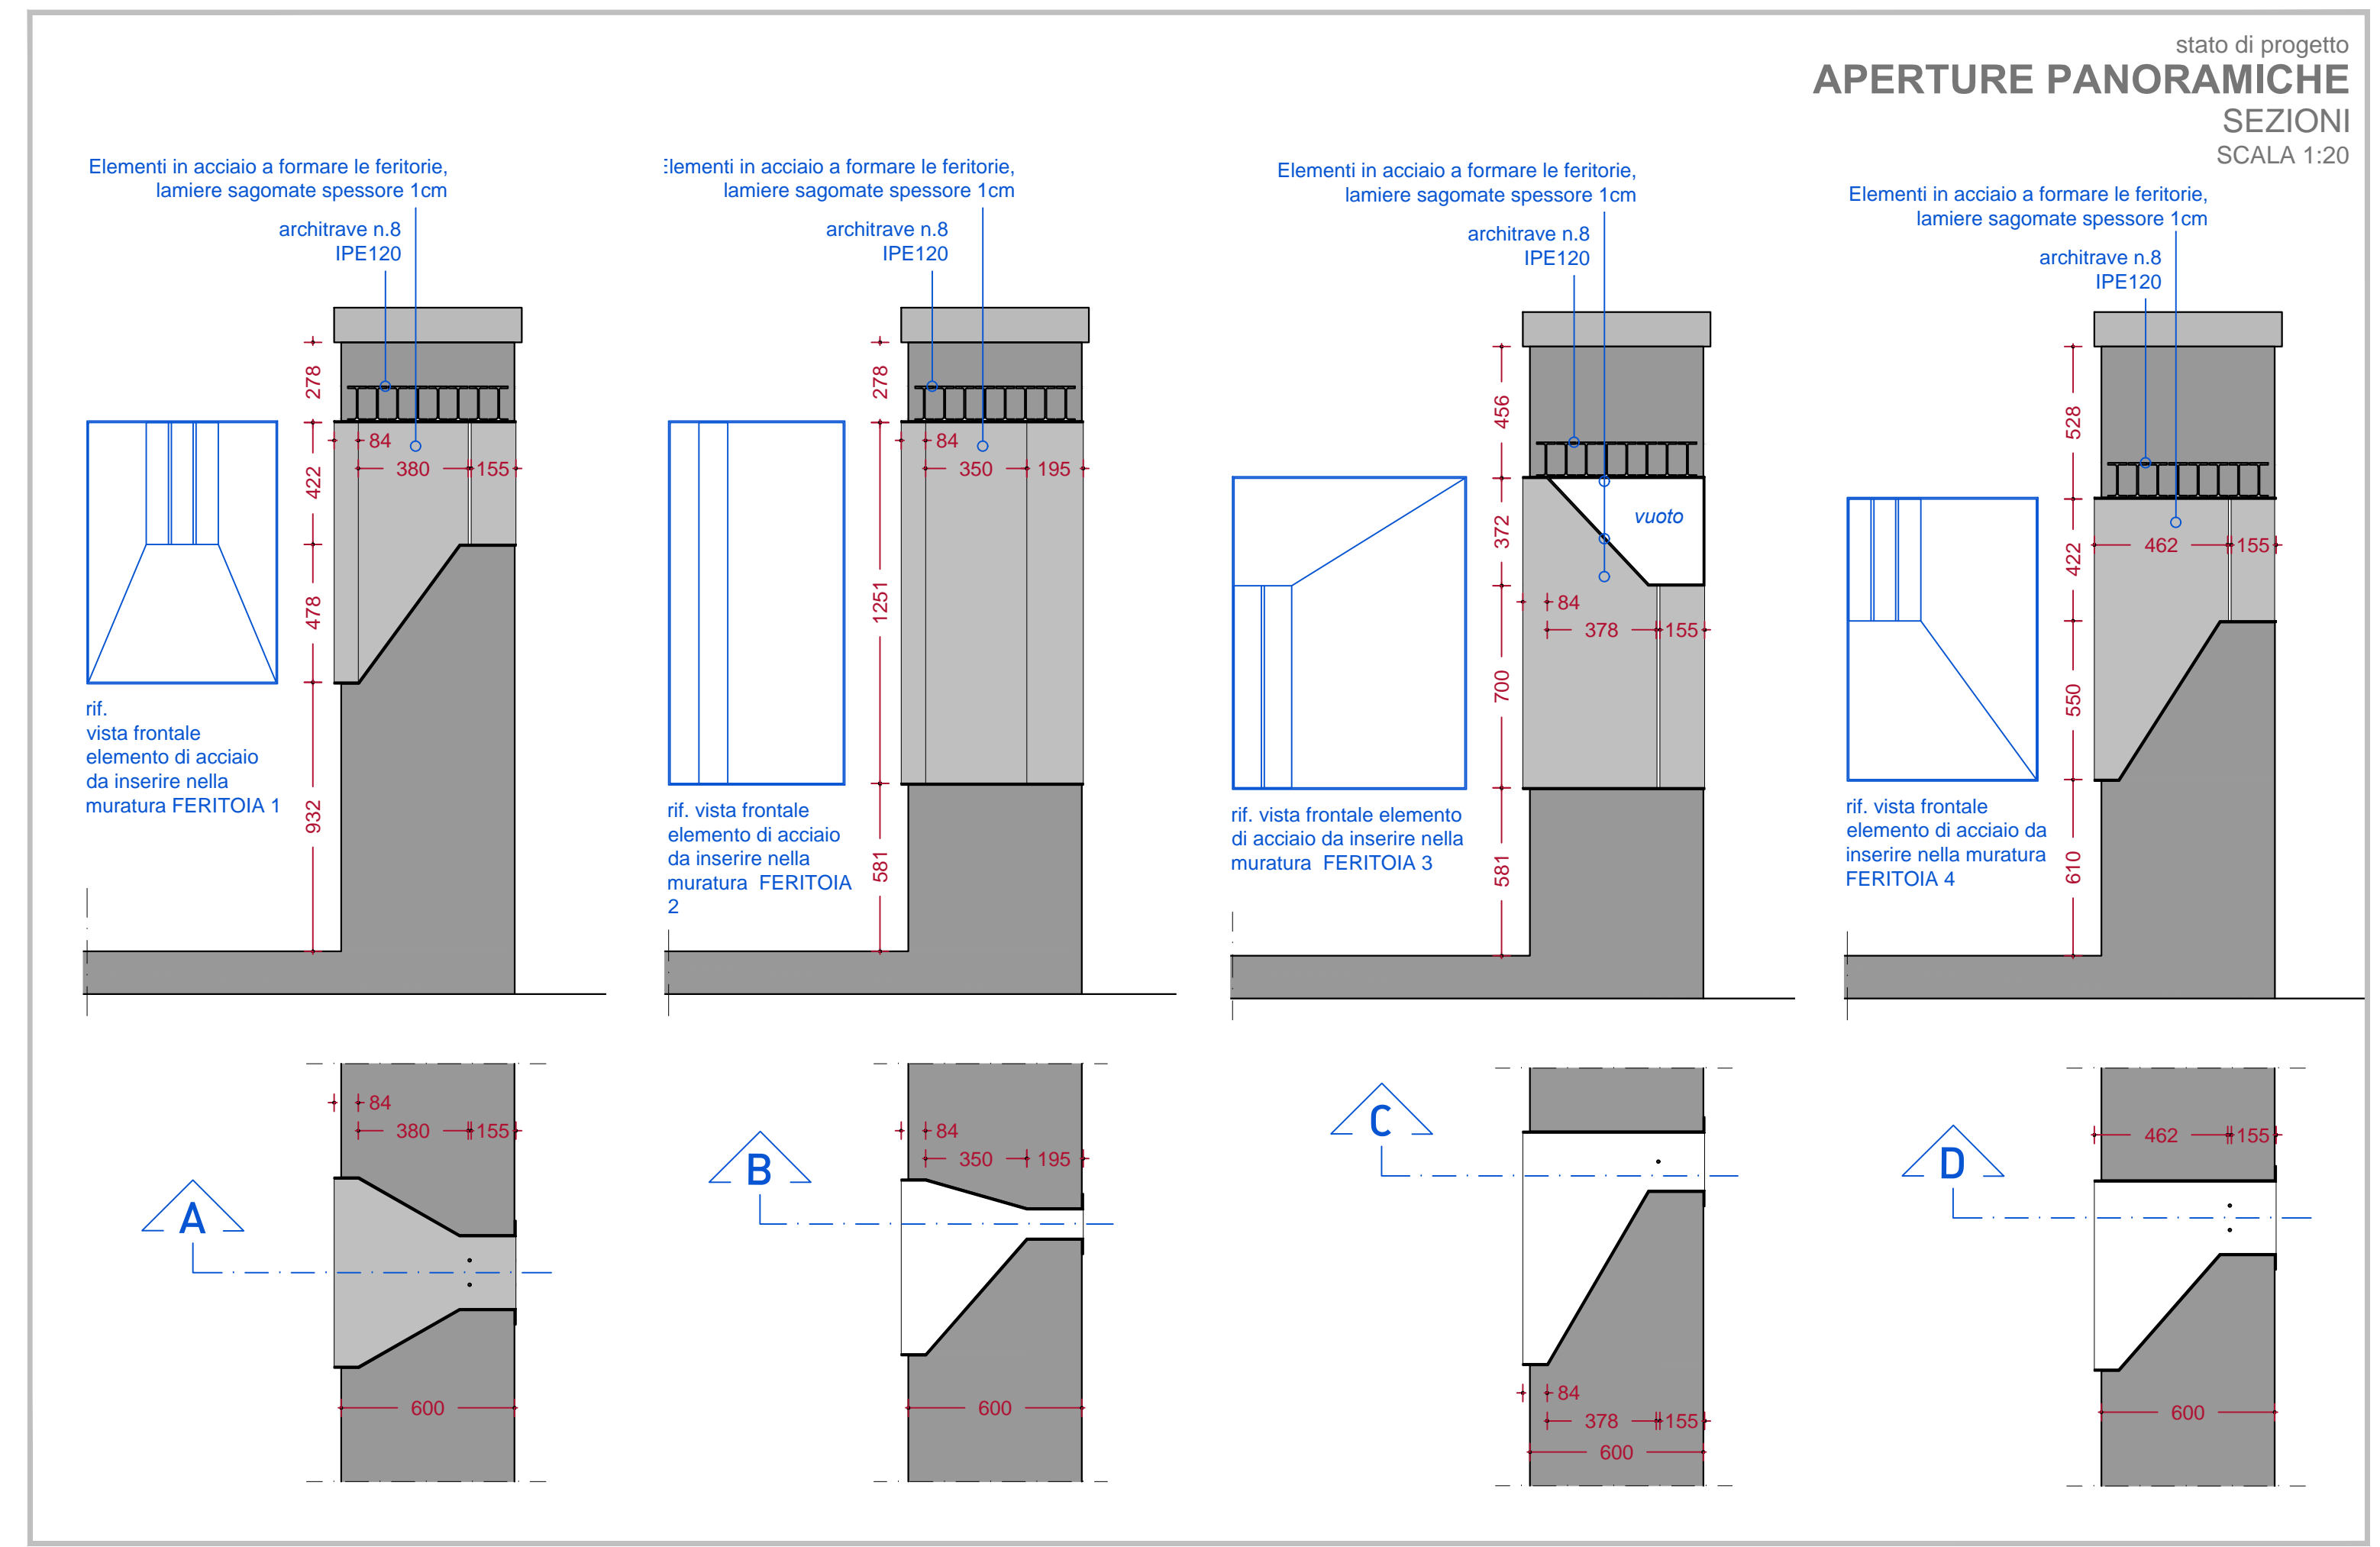 stato di progetto
APERTURE PANORAMICHE
SEZIONI
SCALA 1:20
Elementi in acciaio a formare le feritorie,
lamiere sagomate spessore 1cm
architrave n.8
IPE120
278
422
478
932
84
380
155
rif.
vista frontale
elemento di acciaio
da inserire nella
muratura FERITOIA 1
84
380
155
A
600
Elementi in acciaio a formare le feritorie,
lamiere sagomate spessore 1cm
architrave n.8
IPE120
278
1251
581
84
350
195
rif. vista frontale
elemento di acciaio
da inserire nella
muratura FERITOIA
2
84
350
195
B
600
Elementi in acciaio a formare le feritorie,
lamiere sagomate spessore 1cm
architrave n.8
IPE120
456
372
700
581
vuoto
84
378
155
rif. vista frontale elemento
di acciaio da inserire nella
muratura FERITOIA 3
C
84
378
155
600
Elementi in acciaio a formare le feritorie,
lamiere sagomate spessore 1cm
architrave n.8
IPE120
528
422
550
610
462
155
rif. vista frontale
elemento di acciaio da
inserire nella muratura
FERITOIA 4
462
155
D
600